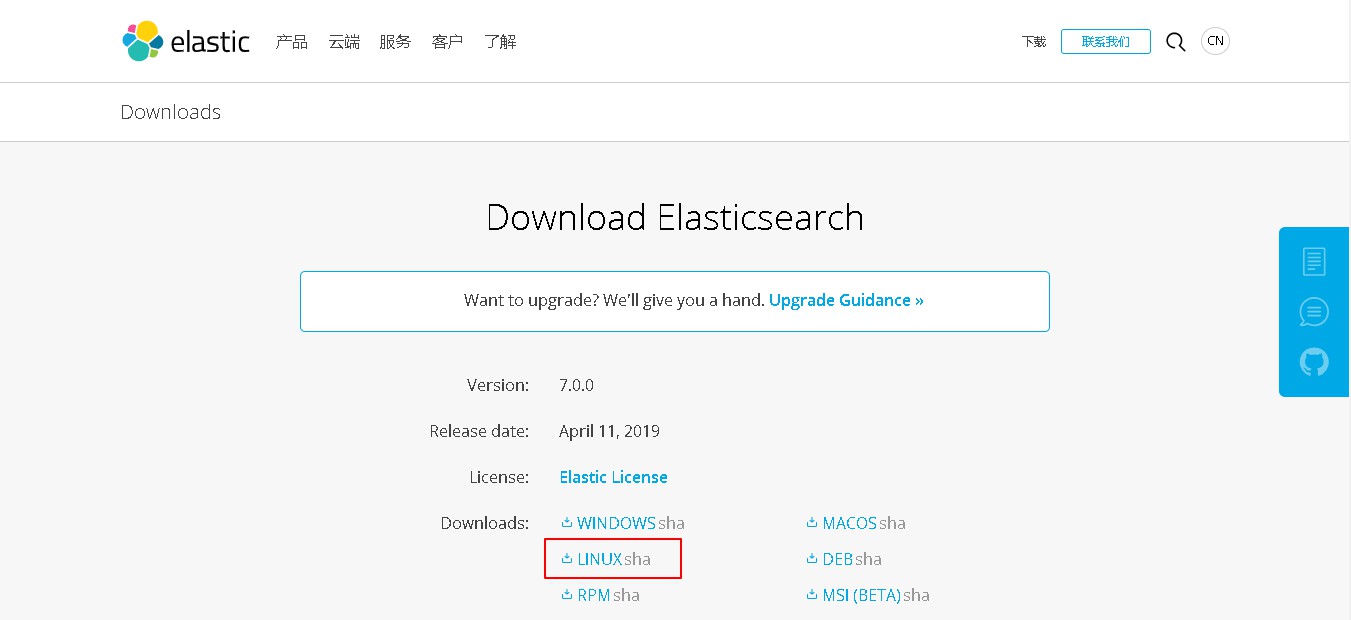 elastic 产品 云端 服务 客户 了解 下载 联系我们 CN
Downloads
Download Elasticsearch
Want to upgrade? We'll give you a hand. Upgrade Guidance »
Version: 7.0.0
Release date: April 11, 2019
License: Elastic License
Downloads: WINDOWS sha MACOS sha
LINUX sha DEB sha
RPM sha MSI (BETA) sha